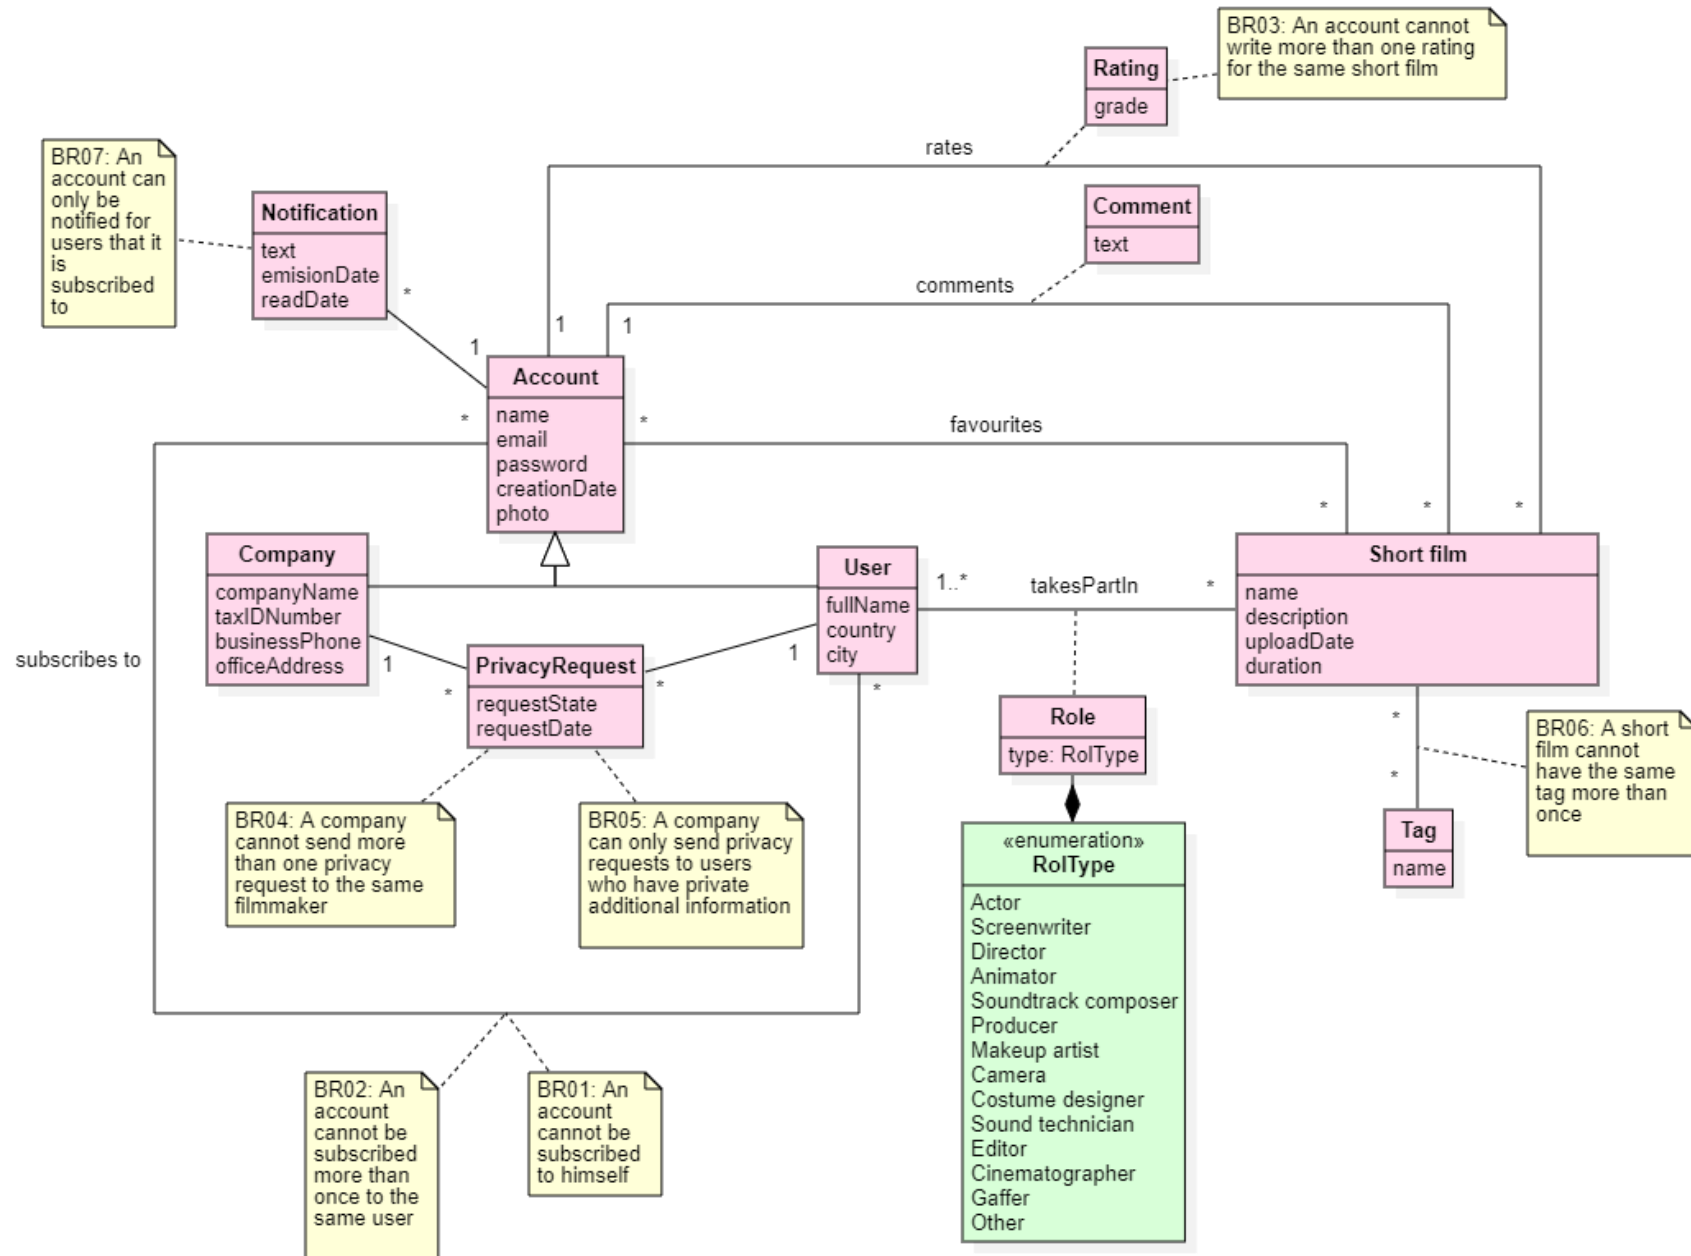 BR03: An account cannot
write more than one rating
for the same short film
Rating
grade
rates
BR07: An
account can
only be
notified for
users that it
is
subscribed
to
Notification
text
emisionDate
readDate
*
1
Comment
text
comments
1
1
Account
name
email
password
creationDate
photo
*
*
favourites
*
*
*
Company
companyName
taxIDNumber
businessPhone
officeAddress
User
fullName
country
city
1..*
takesPartIn
*
Short film
name
description
uploadDate
duration
subscribes to
1
*
PrivacyRequest
requestState
requestDate
*
1
*
Role
type: RolType
*
*
BR06: A short
film cannot
have the same
tag more than
once
Tag
name
BR04: A company
cannot send more
than one privacy
request to the same
filmmaker
BR05: A company
can only send privacy
requests to users
who have private
additional information
«enumeration»
RolType
Actor
Screenwriter
Director
Animator
Soundtrack composer
Producer
Makeup artist
Camera
Costume designer
Sound technician
Editor
Cinematographer
Gaffer
Other
BR02: An
account
cannot be
subscribed
more than
once to the
same user
BR01: An
account
cannot be
subscribed
to himself